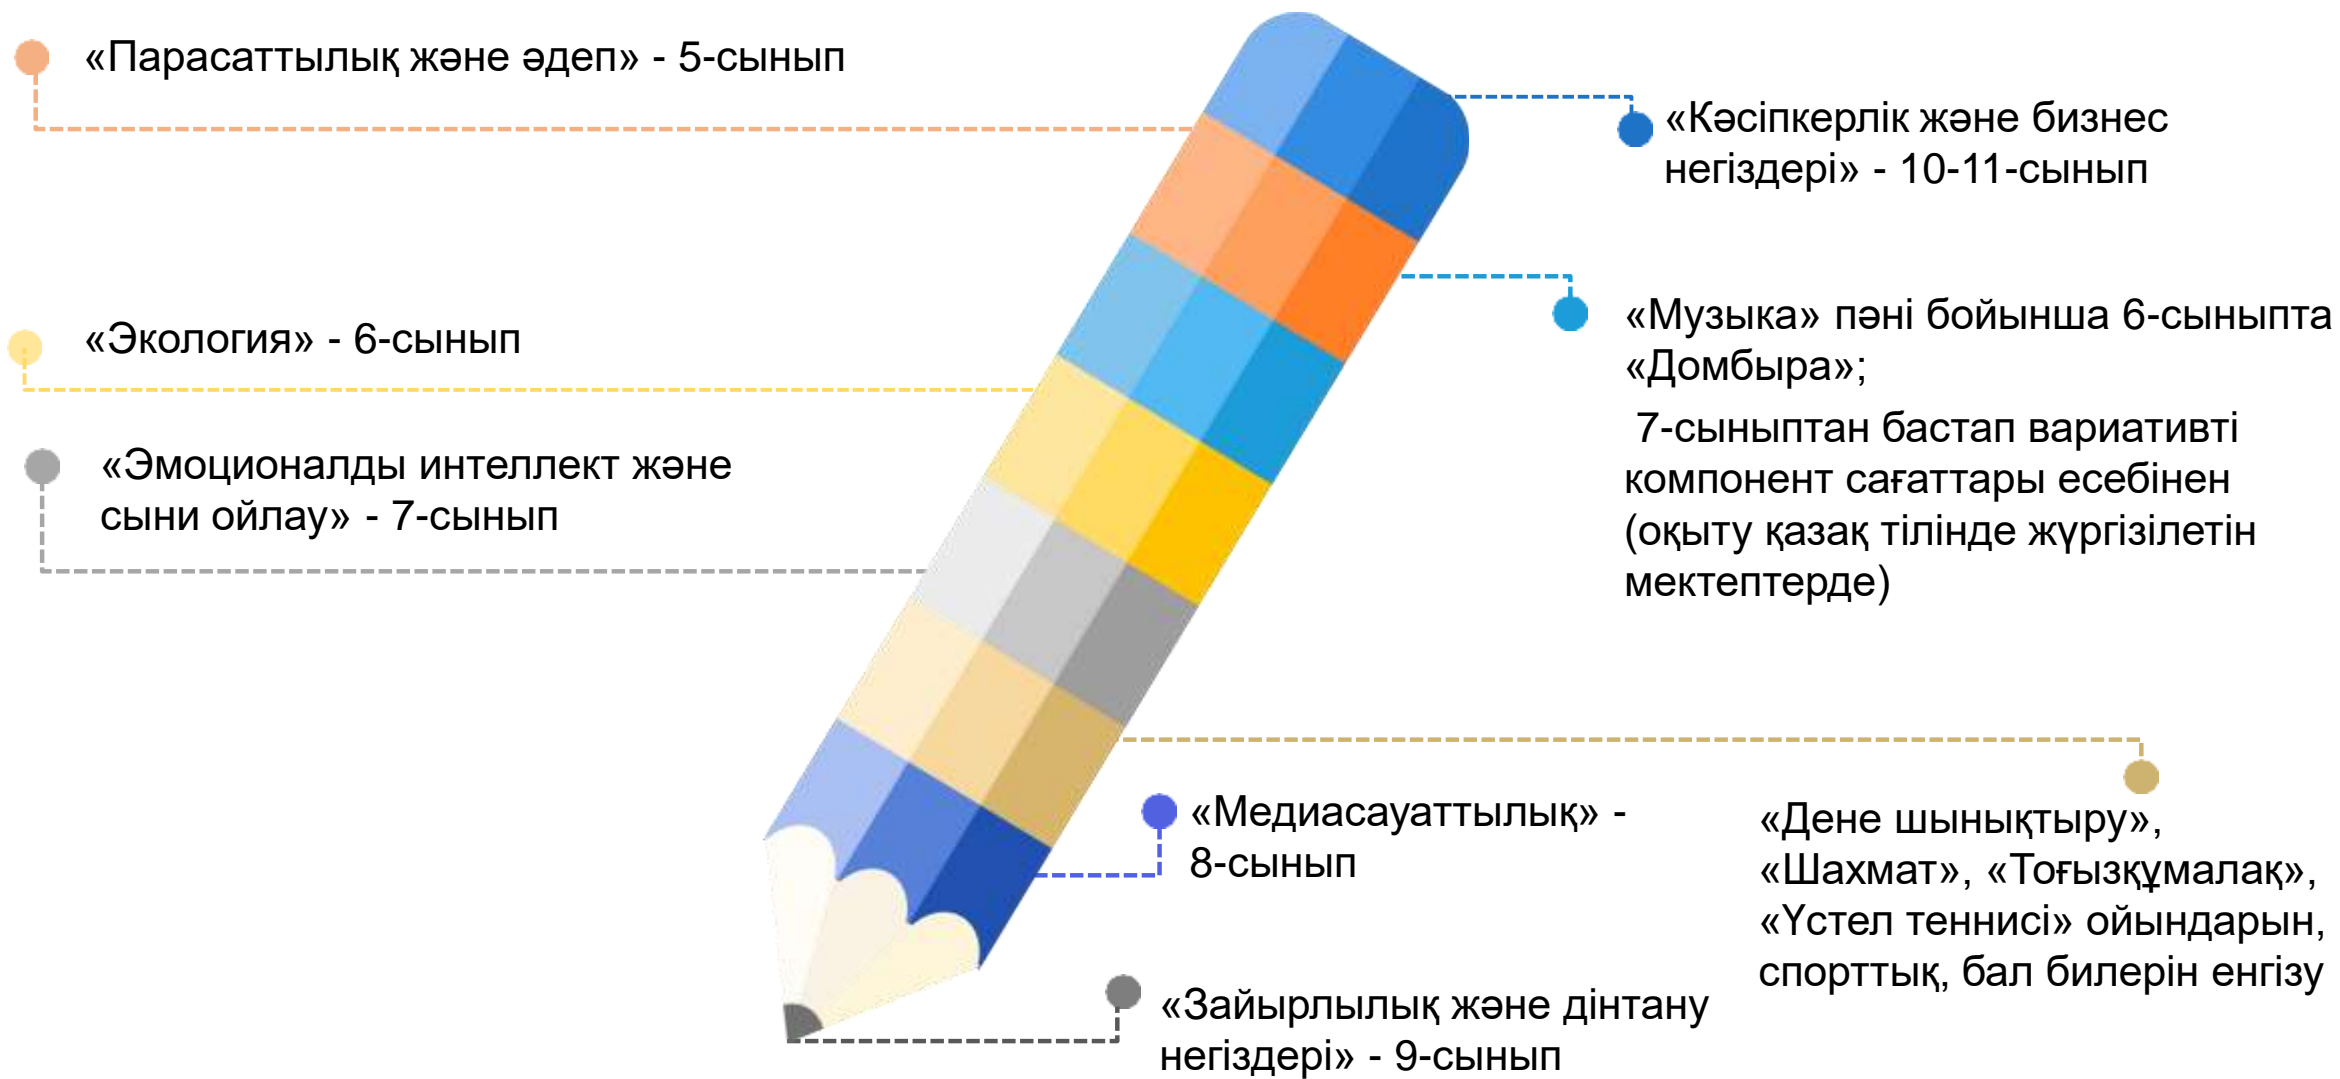 «Парасаттылық және әдеп» - 5-сынып
«Экология» - 6-сынып
«Эмоционалды интеллект және
сыни ойлау» - 7-сынып
«Кәсіпкерлік және бизнес
негіздері» - 10-11-сынып
«Музыка» пәні бойынша 6-сыныпта
«Домбыра»;
7-сыныптан бастап вариативті
компонент сағаттары есебінен
(оқыту қазақ тілінде жүргізілетін
мектептерде)
«Медиасауаттылық» -
8-сынып
«Дене шынықтыру»,
«Шахмат», «Тоғызқұмалақ»,
«Үстел теннисі» ойындарын,
спорттық, бал билерін енгізу
«Зайырлылық және дінтану
негіздері» - 9-сынып